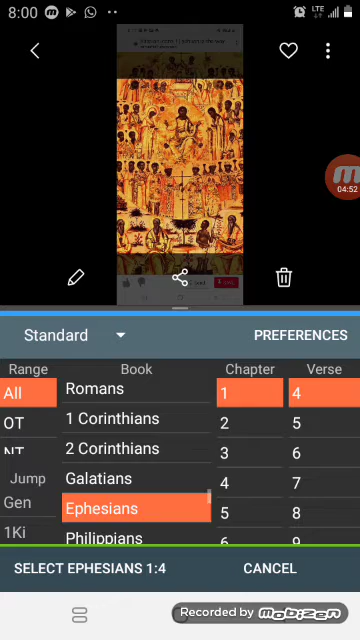 8:00
LTE
04:52
Standard
PREFERENCES
Range Book Chapter Verse
All Romans 1 4
OT 1 Corinthians 2 5
NT 2 Corinthians 3 6
Jump Galatians 4 7
Gen Ephesians 5 8
1Ki Philippians 6 9
SELECT EPHESIANS 1:4 CANCEL
Recorded by mobizen